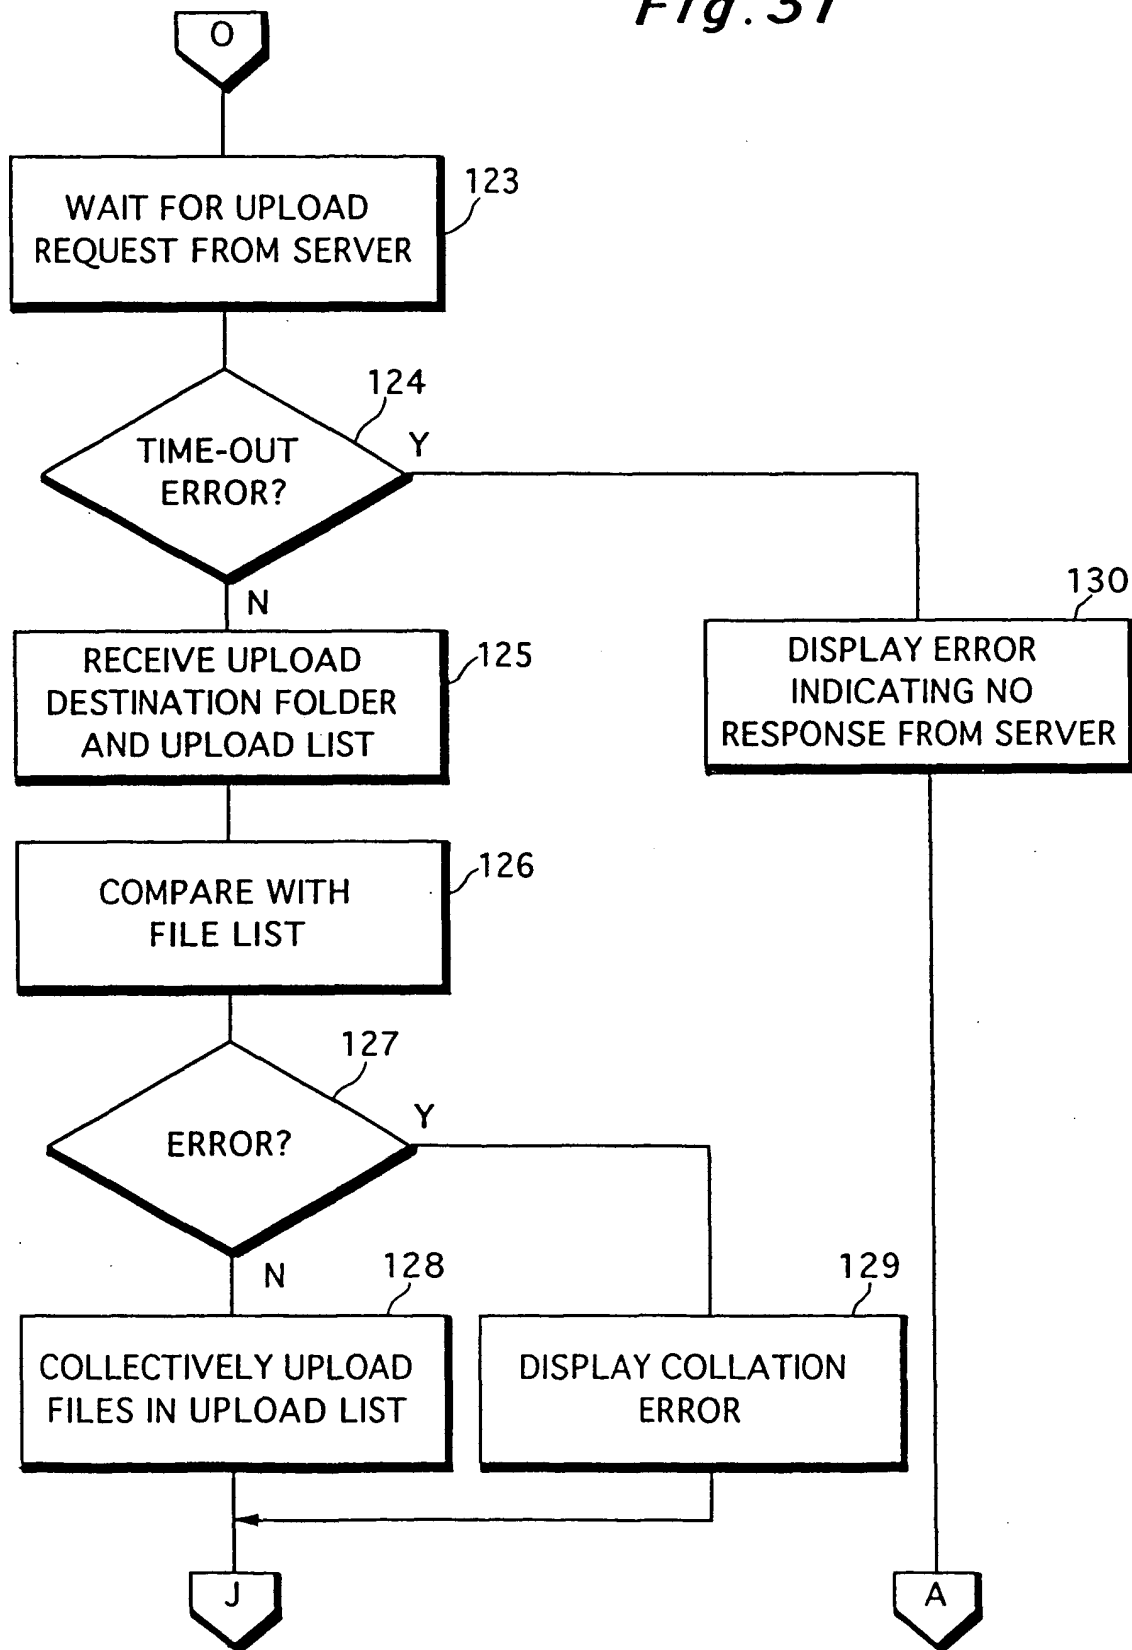 Fig. 31
O
WAIT FOR UPLOAD
REQUEST FROM SERVER
123
TIME-OUT
ERROR?
124
Y
N
RECEIVE UPLOAD
DESTINATION FOLDER
AND UPLOAD LIST
125
DISPLAY ERROR
INDICATING NO
RESPONSE FROM SERVER
130
COMPARE WITH
FILE LIST
126
ERROR?
127
Y
N
COLLECTIVELY UPLOAD
FILES IN UPLOAD LIST
128
DISPLAY COLLATION
ERROR
129
J
A